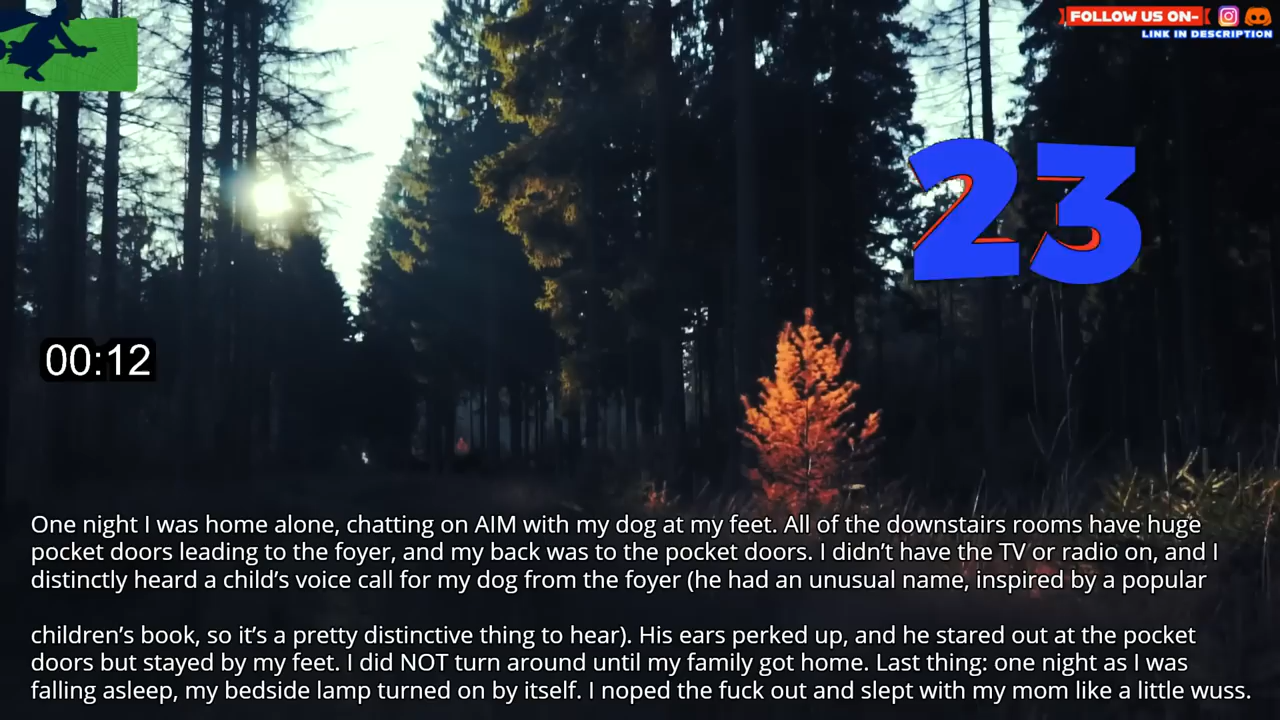 FOLLOW US ON-
LINK IN DESCRIPTION
23
00:12
One night I was home alone, chatting on AIM with my dog at my feet. All of the downstairs rooms have huge
pocket doors leading to the foyer, and my back was to the pocket doors. I didn’t have the TV or radio on, and I
distinctly heard a child’s voice call for my dog from the foyer (he had an unusual name, inspired by a popular
children’s book, so it’s a pretty distinctive thing to hear). His ears perked up, and he stared out at the pocket
doors but stayed by my feet. I did NOT turn around until my family got home. Last thing: one night as I was
falling asleep, my bedside lamp turned on by itself. I noped the fuck out and slept with my mom like a little wuss.